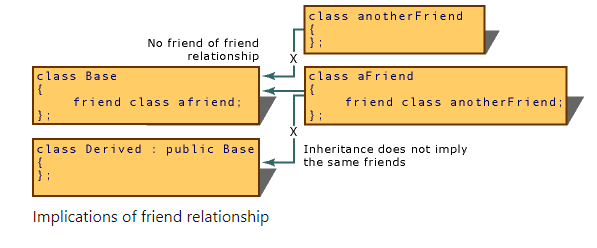 class anotherFriend
{
};
No friend of friend
relationship
X
class Base
{
friend class afriend;
};
class aFriend
{
friend class anotherFriend;
};
X
class Derived : public Base
{
};
Inheritance does not imply
the same friends
Implications of friend relationship